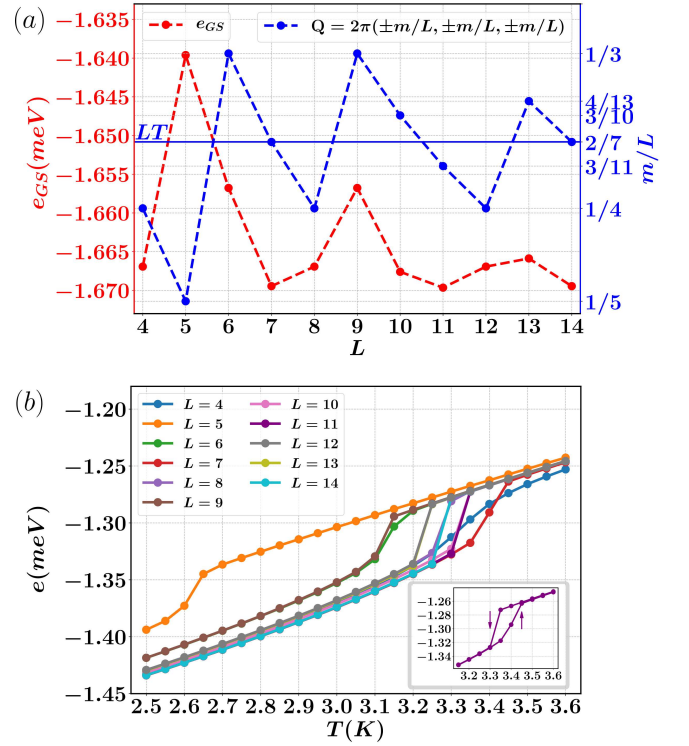 (a)
e_GS
Q = 2π(±m/L, ±m/L, ±m/L)
−1.635
−1.640
−1.645
−1.650
−1.655
−1.660
−1.665
−1.670
e_GS(meV)
LT
1/3
4/13
3/10
2/7
3/11
1/4
1/5
m/L
4 5 6 7 8 9 10 11 12 13 14
L
(b)
L = 4
L = 5
L = 6
L = 7
L = 8
L = 9
L = 10
L = 11
L = 12
L = 13
L = 14
−1.20
−1.25
−1.30
−1.35
−1.40
−1.45
e(meV)
−1.26
−1.28
−1.30
−1.32
−1.34
3.2 3.3 3.4 3.5 3.6
2.5 2.6 2.7 2.8 2.9 3.0 3.1 3.2 3.3 3.4 3.5 3.6
T(K)